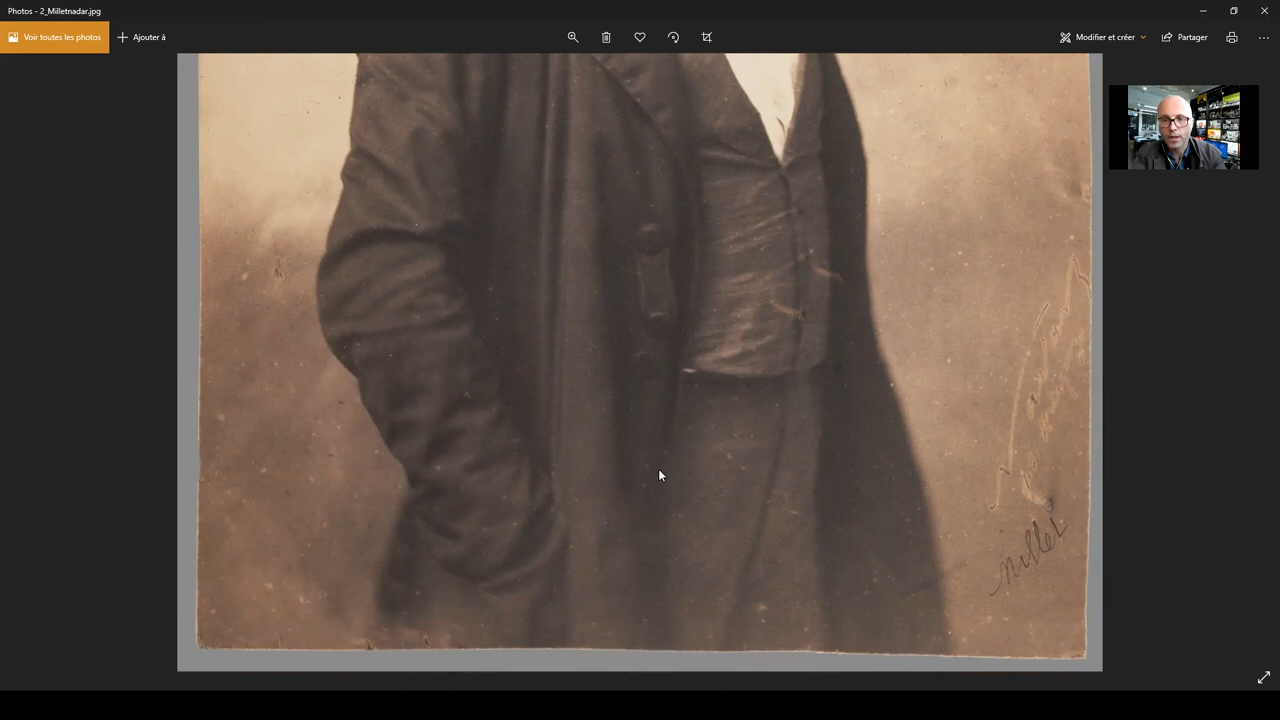 Photos - 2_Milletnadar.jpg
Voir toutes les photos
Ajouter à
Modifier et créer
Partager
Millet